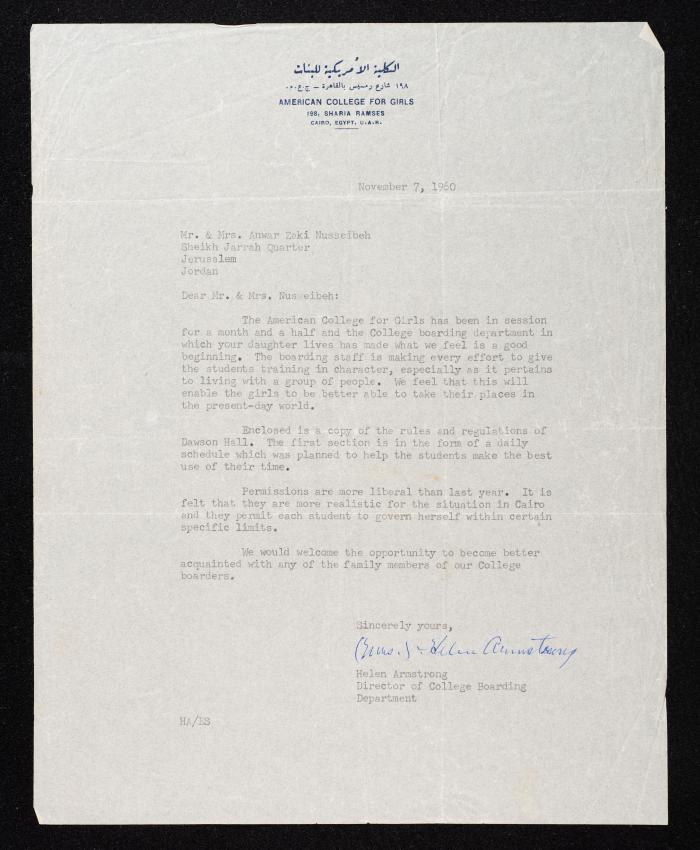 الكلية الأمريكية للبنات
١٩٨ شارع رمسيس بالقاهرة – ج.ع.م.
AMERICAN COLLEGE FOR GIRLS
198, SHARIA RAMSES
CAIRO, EGYPT, U.A.R.
November 7, 1960
Mr. & Mrs. Anwar Zaki Nusseibeh
Sheikh Jarrah Quarter
Jerusalem
Jordan
Dear Mr. & Mrs. Nusseibeh:
The American College for Girls has been in session
for a month and a half and the College boarding department in
which your daughter lives has made what we feel is a good
beginning. The boarding staff is making every effort to give
the students training in character, especially as it pertains
to living with a group of people. We feel that this will
enable the girls to be better able to take their places in
the present-day world.
Enclosed is a copy of the rules and regulations of
Dawson Hall. The first section is in the form of a daily
schedule which was planned to help the students make the best
use of their time.
Permissions are more liberal than last year. It is
felt that they are more realistic for the situation in Cairo
and they permit each student to govern herself within certain
specific limits.
We would welcome the opportunity to become better
acquainted with any of the family members of our College
boarders.
Sincerely yours,
Helen Armstrong
Helen Armstrong
Director of College Boarding
Department
HA/ES